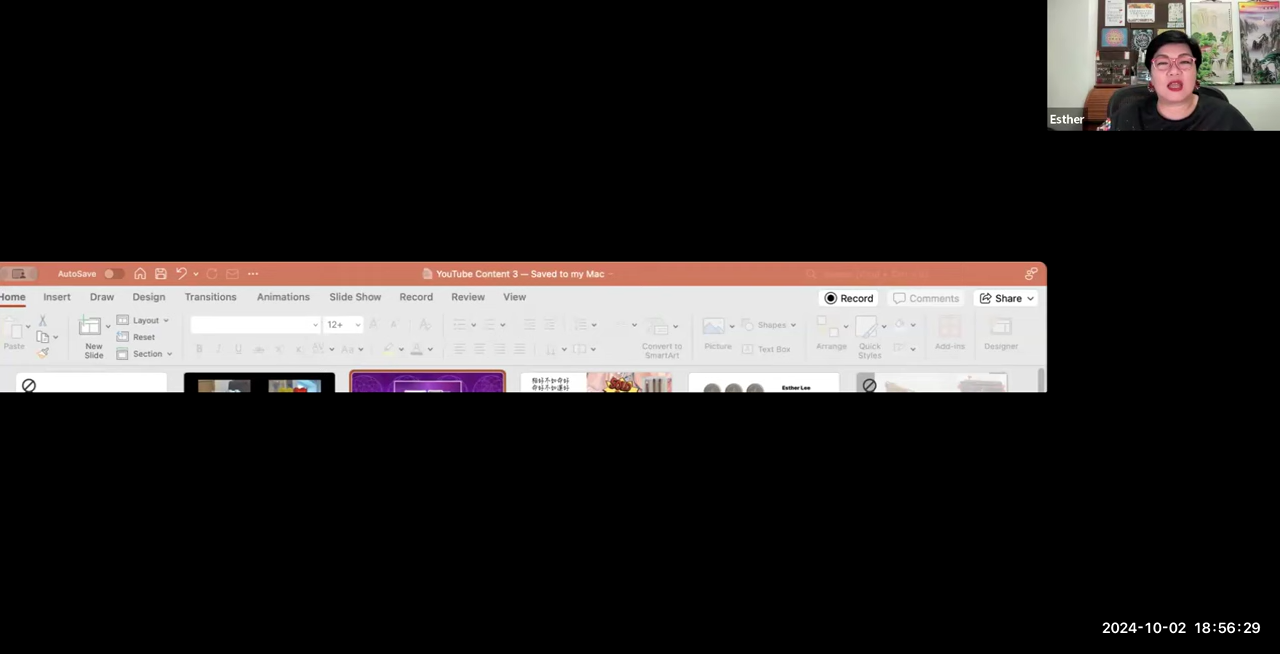 Esther
AutoSave
YouTube Content 3 — Saved to my Mac
Home
Insert
Draw
Design
Transitions
Animations
Slide Show
Record
Review
View
Record
Comments
Share
Paste
New
Slide
Layout
Reset
Section
12+
Convert to
SmartArt
Picture
Shapes
Text Box
Arrange
Quick
Styles
Add-ins
Designer
Esther Lee
2024-10-02 18:56:29